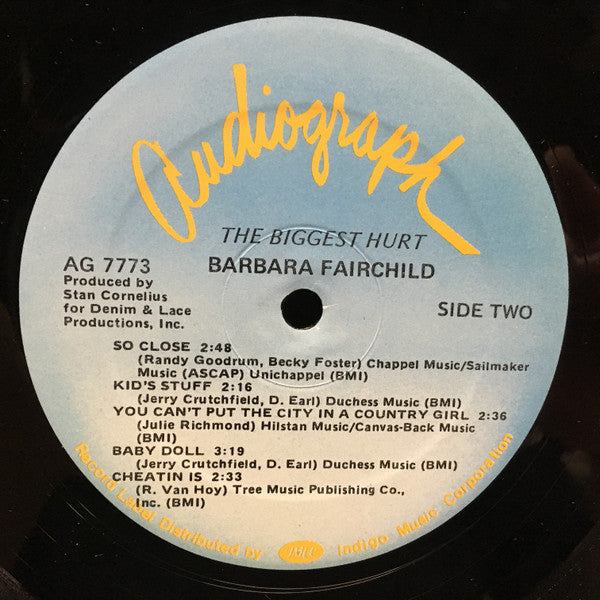 Audiograph
THE BIGGEST HURT
BARBARA FAIRCHILD
AG 7773
Produced by
Stan Cornelius
for Denim & Lace
Productions, Inc.
SIDE TWO
SO CLOSE 2:48
(Randy Goodrum, Becky Foster) Chappel Music/Sailmaker
Music (ASCAP) Unichappel (BMI)
KID'S STUFF 2:16
(Jerry Crutchfield, D. Earl) Duchess Music (BMI)
YOU CAN'T PUT THE CITY IN A COUNTRY GIRL 2:36
(Julie Richmond) Hilstan Music/Canvas-Back Music
(BMI)
BABY DOLL 3:19
(Jerry Crutchfield, D. Earl) Duchess Music (BMI)
CHEATIN IS 2:33
(R. Van Hoy) Tree Music Publishing Co.,
Inc. (BMI)
Record Label Distributed by Indigo Music Corporation